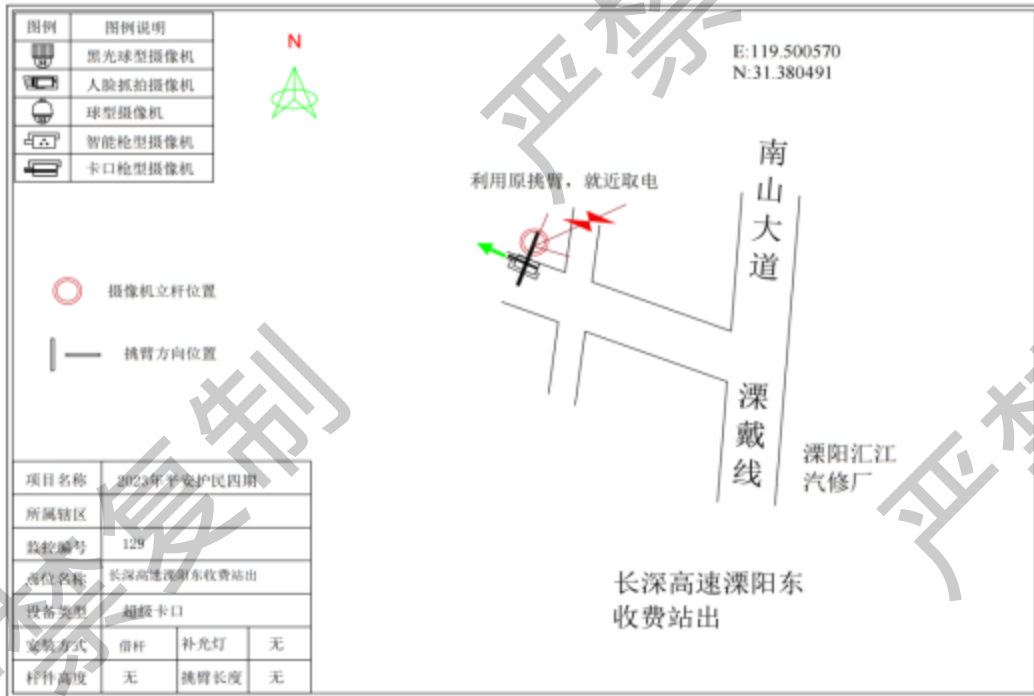 图例 图例说明
黑光球型摄像机
人脸抓拍摄像机
球型摄像机
智能枪型摄像机
卡口枪型摄像机
N
E:119.500570
N:31.380491
利用原挑臂，就近取电
南山大道
摄像机立杆位置
挑臂方向位置
溧戴线
溧阳汇江
汽修厂
项目名称 2023年平安护民四期
所属辖区
监控编号 129
点位名称 长深高速溧阳东收费站出
设备类型 超级卡口
安装方式 借杆 补光灯 无
杆件高度 无 挑臂长度 无
长深高速溧阳东
收费站出
严禁复制
严禁
严禁